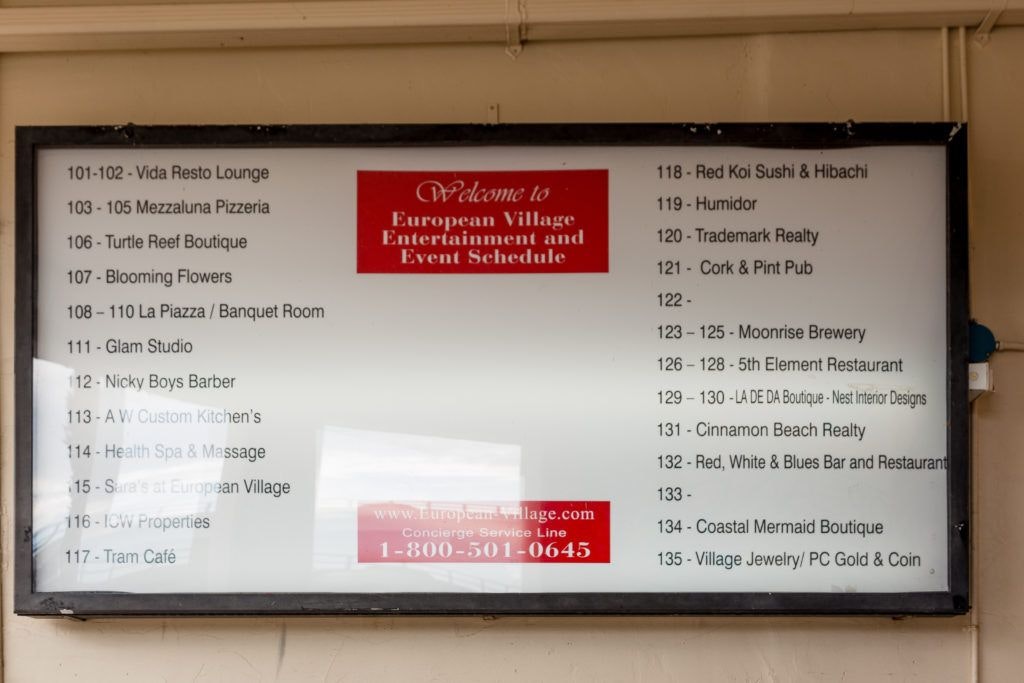 101-102 - Vida Resto Lounge
103 - 105 Mezzaluna Pizzeria
106 - Turtle Reef Boutique
107 - Blooming Flowers
108 – 110 La Piazza / Banquet Room
111 - Glam Studio
112 - Nicky Boys Barber
113 - A W Custom Kitchen's
114 - Health Spa & Massage
115 - Sara's at European Village
116 - ICW Properties
117 - Tram Café
Welcome to
European Village
Entertainment and
Event Schedule
www.European-Village.com
Concierge Service Line
1-800-501-0645
118 - Red Koi Sushi & Hibachi
119 - Humidor
120 - Trademark Realty
121 - Cork & Pint Pub
122 -
123 – 125 - Moonrise Brewery
126 – 128 - 5th Element Restaurant
129 – 130 - LA DE DA Boutique - Nest Interior Designs
131 - Cinnamon Beach Realty
132 - Red, White & Blues Bar and Restaurant
133 -
134 - Coastal Mermaid Boutique
135 - Village Jewelry/ PC Gold & Coin